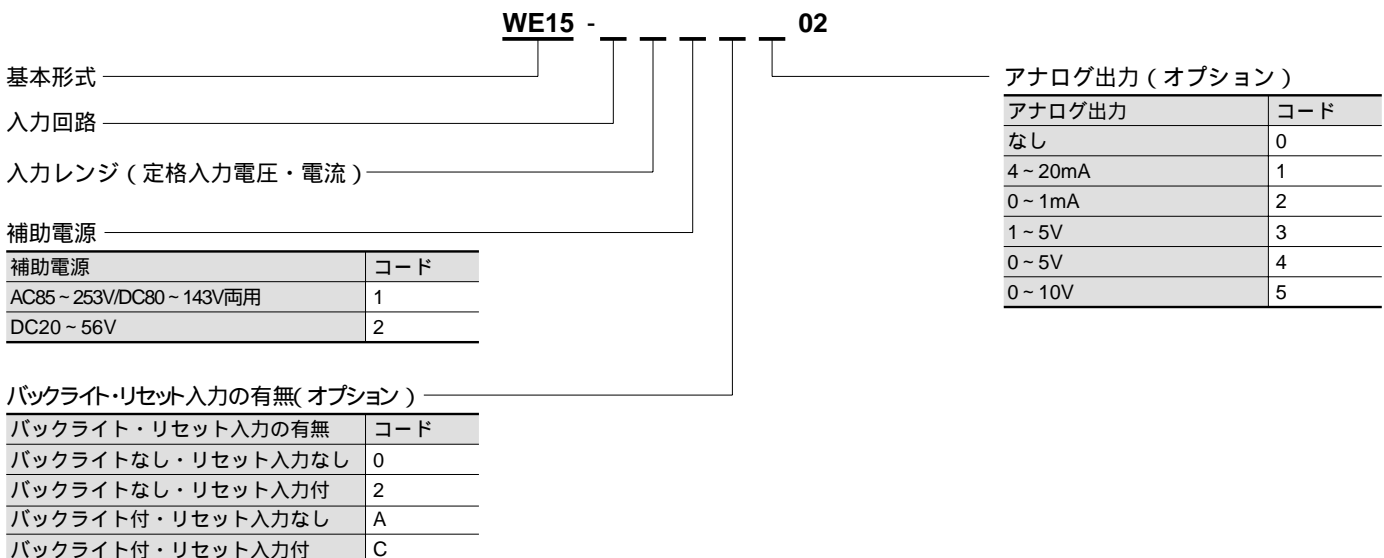 WE15 - 02
基本形式
入力回路
入力レンジ ( 定格入力電圧・電流 )
補助電源
補助電源 コード
AC85~253V/DC80~143V両用 1
DC20~56V 2
バックライト・リセット入力の有無( オプション )
バックライト・リセット入力の有無 コード
バックライトなし・リセット入力なし 0
バックライトなし・リセット入力付 2
バックライト付・リセット入力なし A
バックライト付・リセット入力付 C
アナログ出力 ( オプション )
アナログ出力 コード
なし 0
4~20mA 1
0~1mA 2
1~5V 3
0~5V 4
0~10V 5